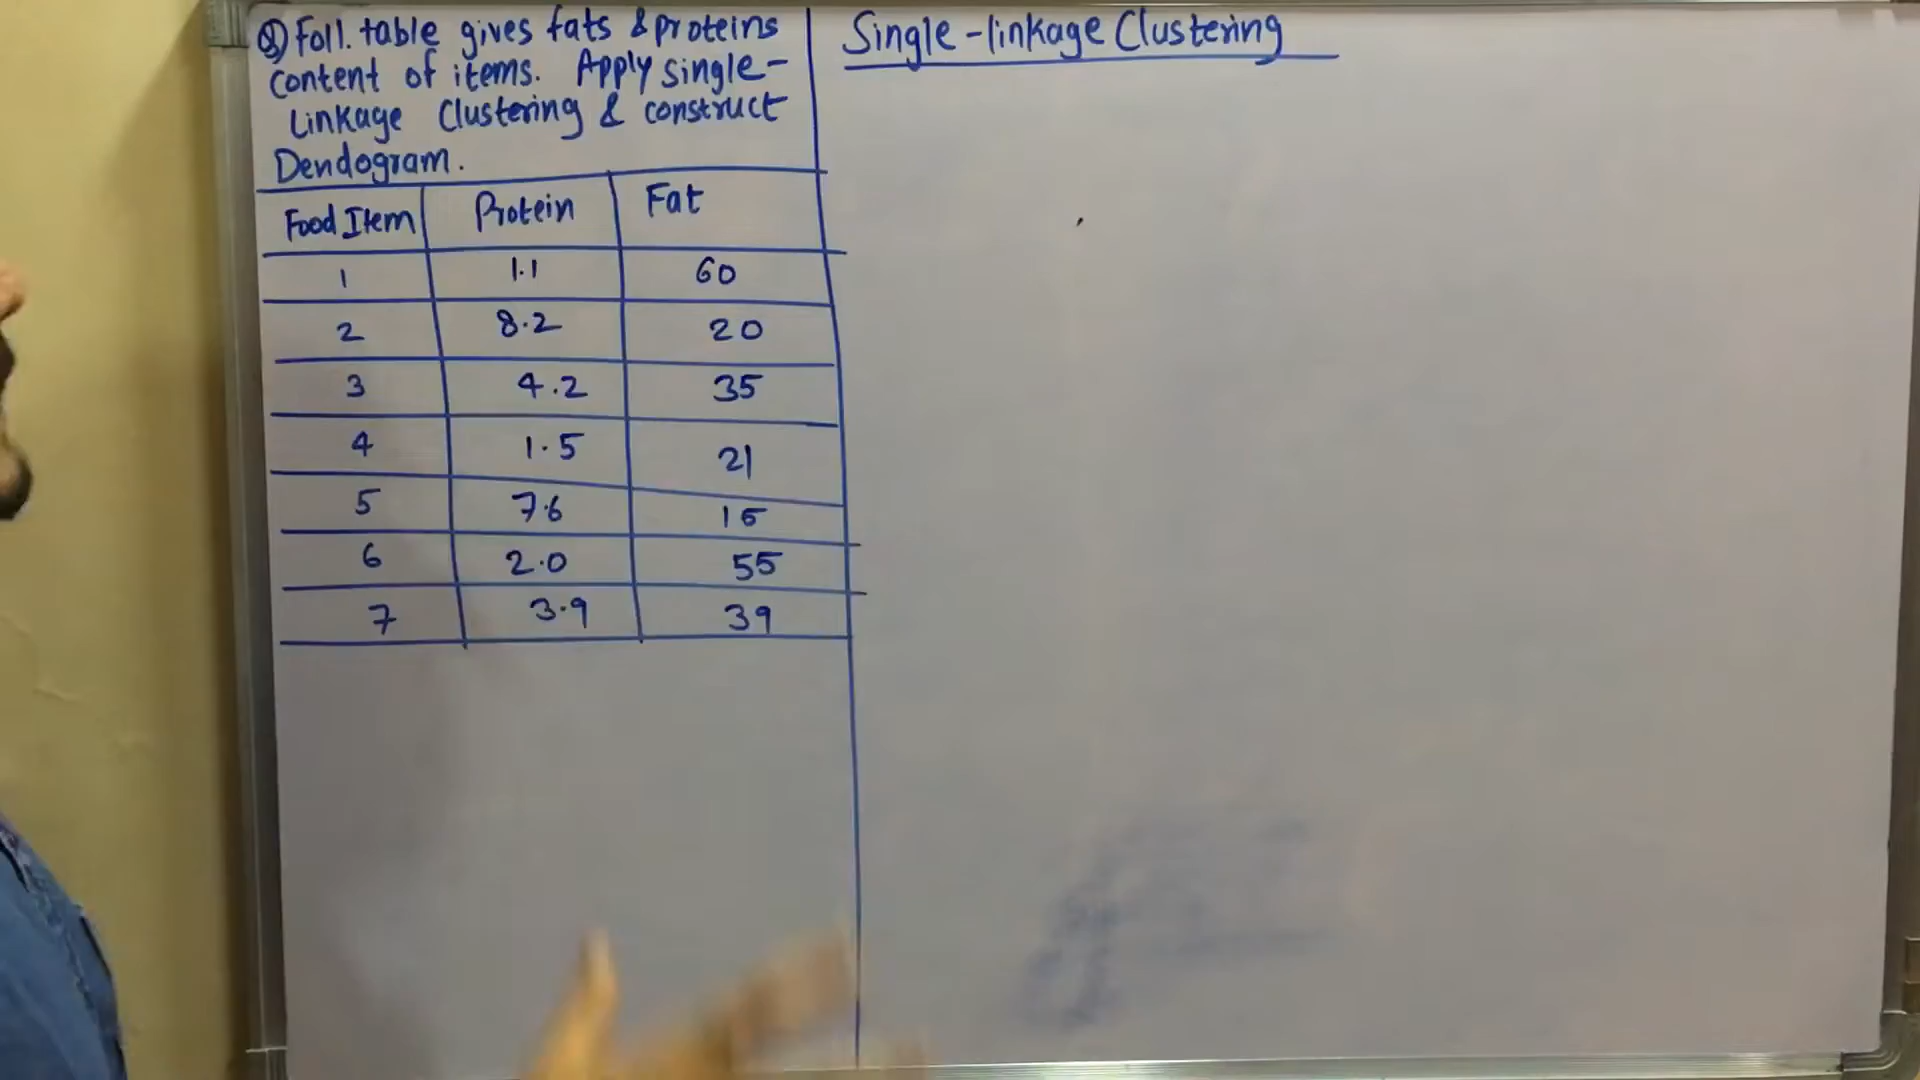 Q) Foll. table gives fats & proteins
content of items. Apply single-
Linkage Clustering & construct
Dendogram.
Food Item Protein Fat
1 1.1 60
2 8.2 20
3 4.2 35
4 1.5 21
5 7.6 15
6 2.0 55
7 3.9 39
Single-linkage Clustering